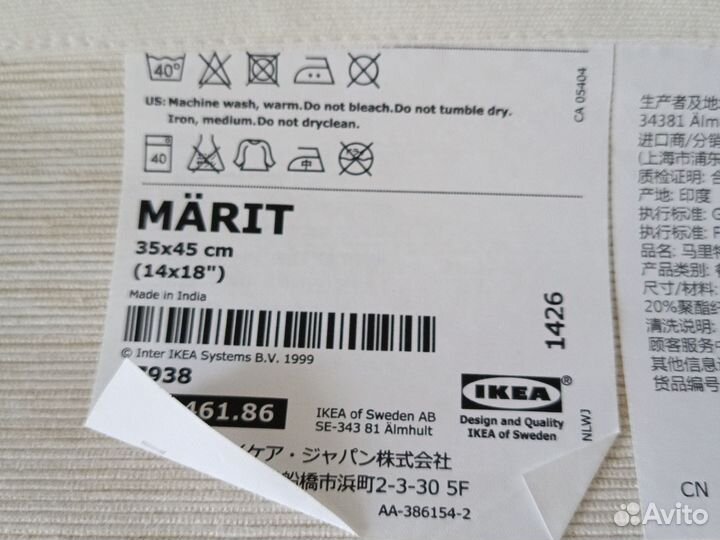 40°
US: Machine wash, warm. Do not bleach. Do not tumble dry.
Iron, medium. Do not dryclean.
CA 05404
40
中
MÄRIT
35x45 cm
(14x18")
Made in India
© Inter IKEA Systems B.V. 1999
938
461.86
IKEA of Sweden AB
SE-343 81 Älmhult
ケア・ジャパン株式会社
船橋市浜町2-3-30 5F
AA-386154-2
1426
IKEA®
Design and Quality
IKEA of Sweden
NLWJ
生产者及地
34381 Älm
进口商/分销
(上海市浦东
质检证明: 合
产地: 印度
执行标准: G
执行标准: F
品名: 马里特
产品类别:
尺寸/材料:
20%聚酯纤
清洗说明:
顾客服务中
其他信息
货品编号
CN
Avito